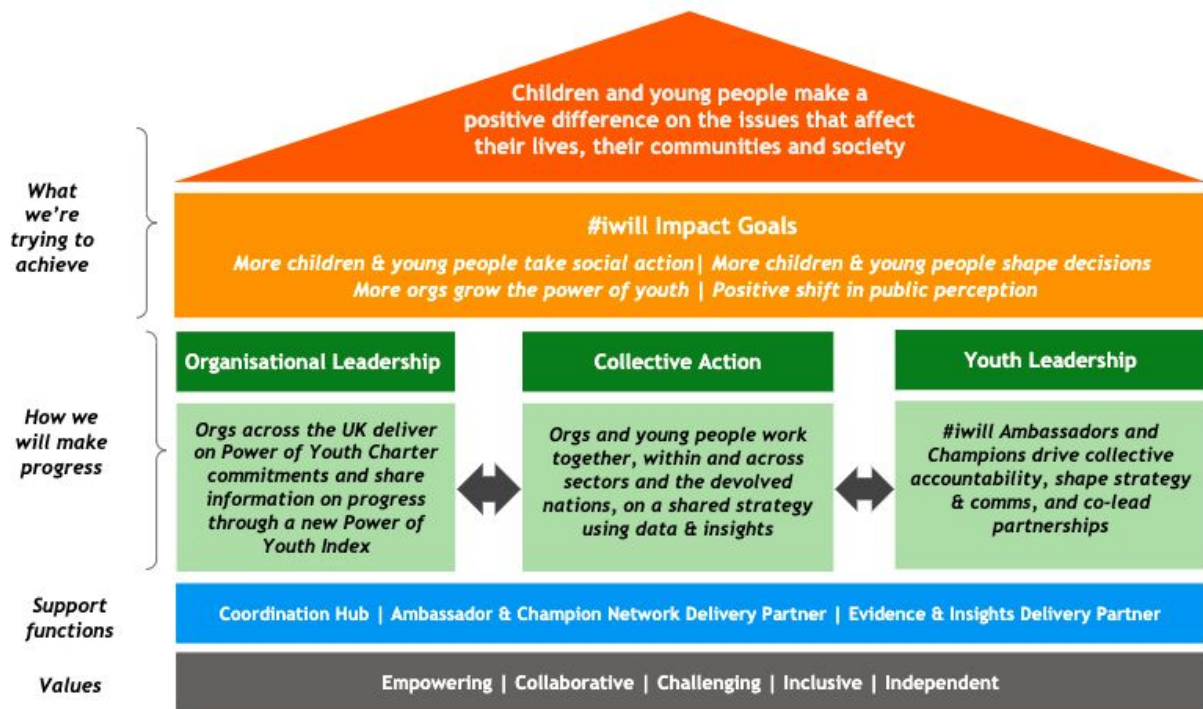 Children and young people make a
positive difference on the issues that affect
their lives, their communities and society
What
we're
trying to
achieve
#iwill Impact Goals
More children & young people take social action| More children & young people shape decisions
More orgs grow the power of youth | Positive shift in public perception
How we
will make
progress
Organisational Leadership
Orgs across the UK deliver
on Power of Youth Charter
commitments and share
information on progress
through a new Power of
Youth Index
Collective Action
Orgs and young people work
together, within and across
sectors and the devolved
nations, on a shared strategy
using data & insights
Youth Leadership
#iwill Ambassadors and
Champions drive collective
accountability, shape strategy
& comms, and co-lead
partnerships
Support
functions
Coordination Hub | Ambassador & Champion Network Delivery Partner | Evidence & Insights Delivery Partner
Values
Empowering | Collaborative | Challenging | Inclusive | Independent